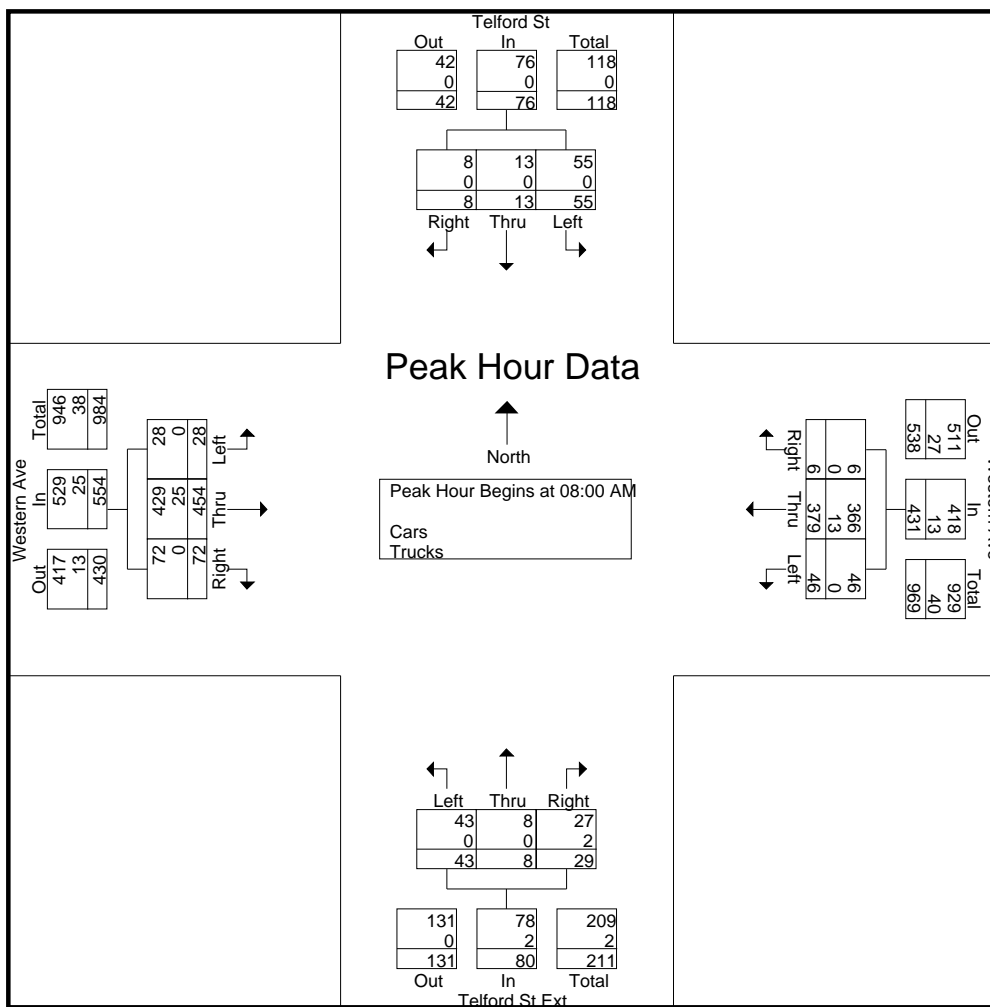 Telford St
Out In Total
42 76 118
0 0 0
42 76 118
8 13 55
0 0 0
8 13 55
Right Thru Left
Peak Hour Data
North
Peak Hour Begins at 08:00 AM
Cars
Trucks
Western Ave
Total In Out
946 529 417
38 25 13
984 554 430
28 429 72
0 25 0
28 454 72
Left Thru Right
Out In Total
511 418 929
27 13 40
538 431 969
6 366 46
0 13 0
6 379 46
Right Thru Left
Left Thru Right
43 8 27
0 0 2
43 8 29
131 78 209
0 2 2
131 80 211
Out In Total
Telford St Ext